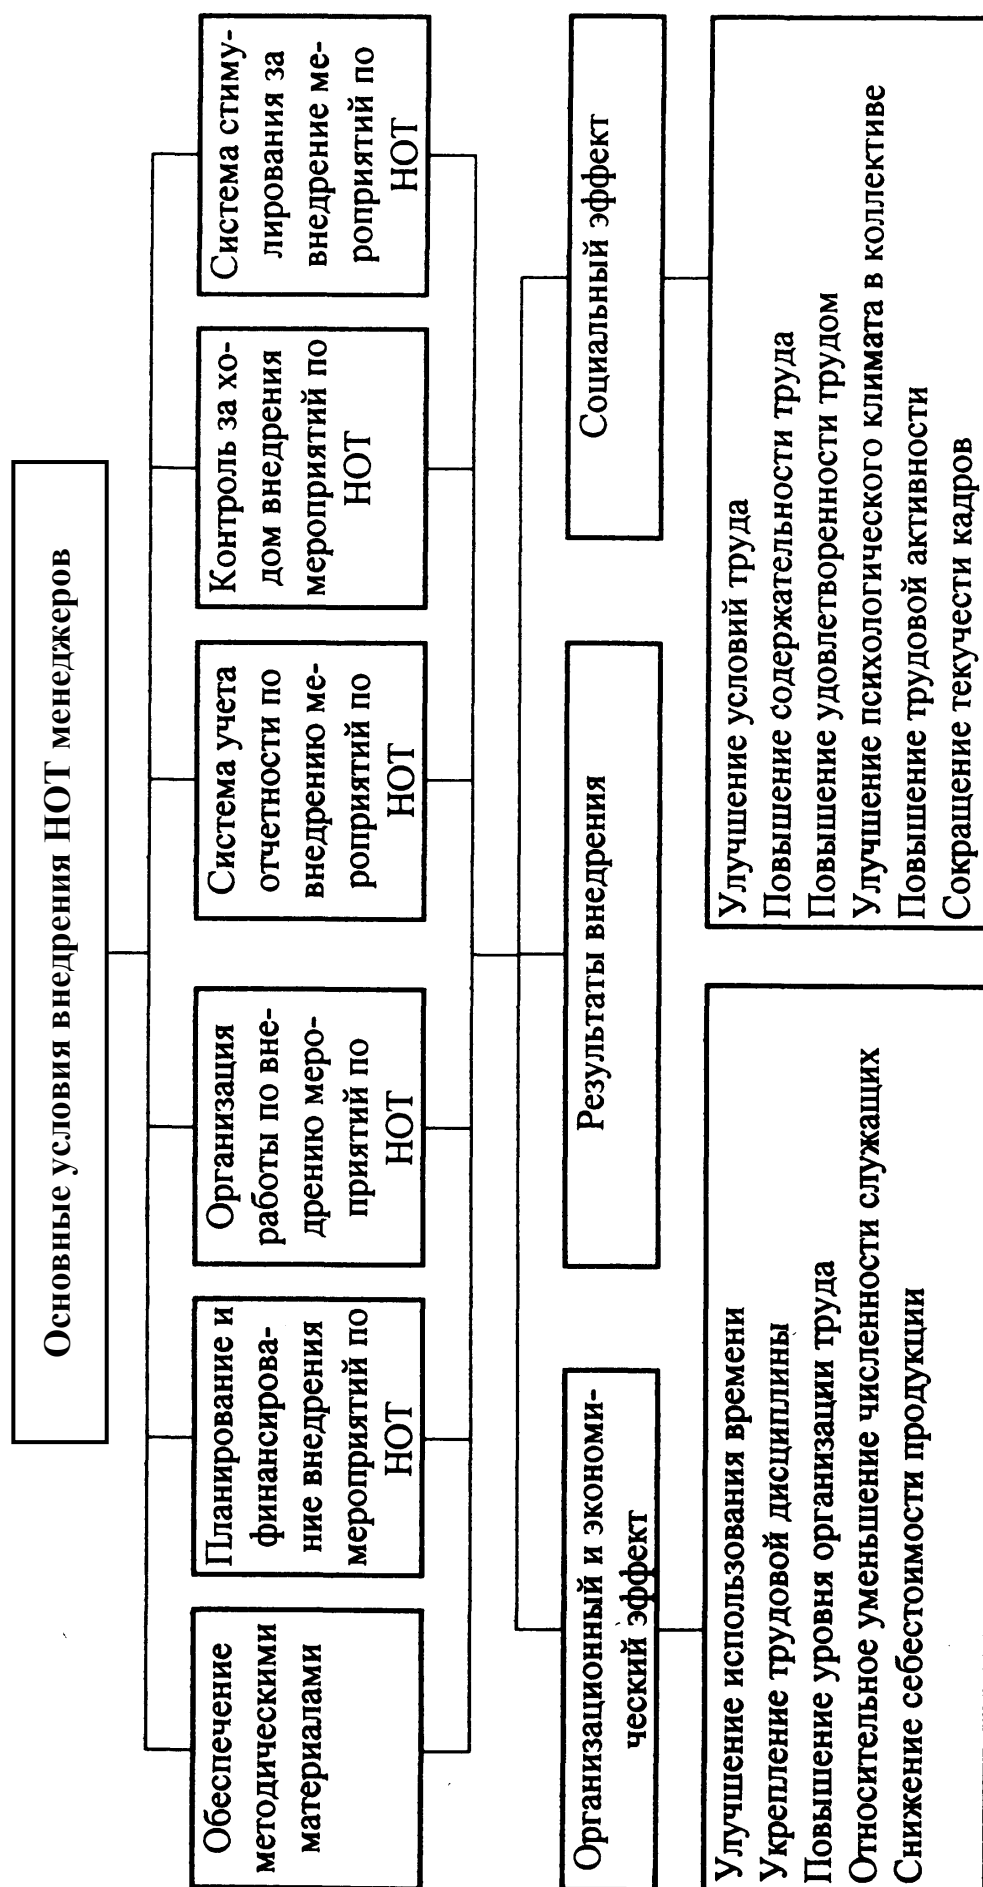 Основные условия внедрения НОТ менеджеров
Обеспечение
методическими
материалами
Планирование и
финансирова-
ние внедрения
мероприятий по
НОТ
Организация
работы по вне-
дрению меро-
приятий по
НОТ
Система учета
отчетности по
внедрению ме-
роприятий по
НОТ
Контроль за хо-
дом внедрения
мероприятий по
НОТ
Система стиму-
лирования за
внедрение ме-
роприятий по
НОТ
Организационный и экономи-
ческий эффект
Результаты внедрения
Социальный эффект
Улучшение использования времени
Укрепление трудовой дисциплины
Повышение уровня организации труда
Относительное уменьшение численности служащих
Снижение себестоимости продукции
Улучшение условий труда
Повышение содержательности труда
Повышение удовлетворенности трудом
Улучшение психологического климата в коллективе
Повышение трудовой активности
Сокращение текучести кадров